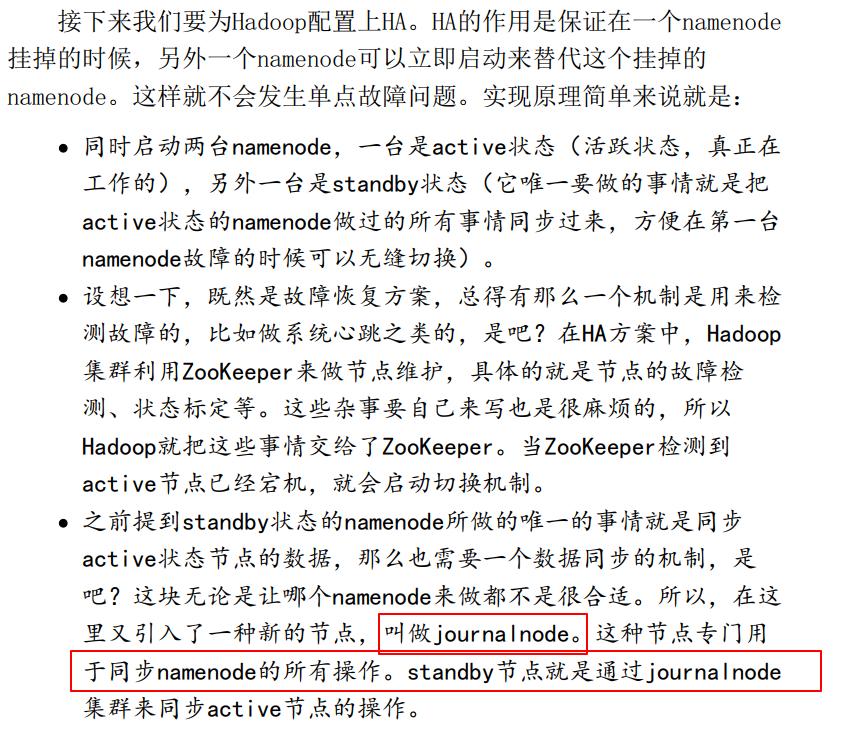 接下来我们要为Hadoop配置上HA。HA的作用是保证在一个namenode
挂掉的时候，另外一个namenode可以立即启动来替代这个挂掉的
namenode。这样就不会发生单点故障问题。实现原理简单来说就是：
● 同时启动两台namenode，一台是active状态（活跃状态，真正在
工作的），另外一台是standby状态（它唯一要做的事情就是把
active状态的namenode做过的所有事情同步过来，方便在第一台
namenode故障的时候可以无缝切换）。
● 设想一下，既然是故障恢复方案，总得有那么一个机制是用来检
测故障的，比如做系统心跳之类的，是吧？在HA方案中，Hadoop
集群利用ZooKeeper来做节点维护，具体的就是节点的故障检
测、状态标定等。这些杂事要自己来写也是很麻烦的，所以
Hadoop就把这些事情交给了ZooKeeper。当ZooKeeper检测到
active节点已经宕机，就会启动切换机制。
● 之前提到standby状态的namenode所做的唯一的事情就是同步
active状态节点的数据，那么也需要一个数据同步的机制，是
吧？这块无论是让哪个namenode来做都不是很合适。所以，在这
里又引入了一种新的节点，叫做journalnode。这种节点专门用
于同步namenode的所有操作。standby节点就是通过journalnode
集群来同步active节点的操作。